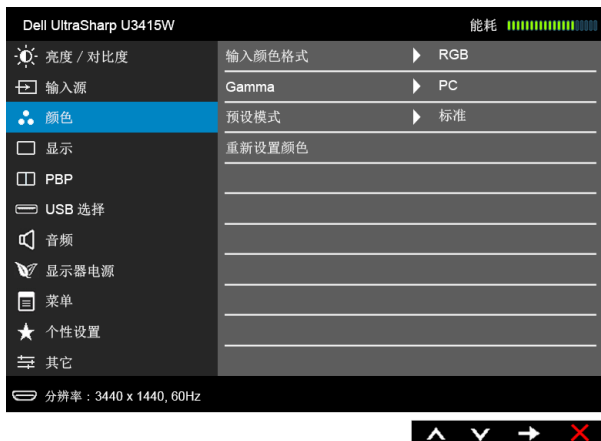 Dell UltraSharp U3415W 能耗
亮度 / 对比度
输入源
颜色
显示
PBP
USB 选择
音频
显示器电源
菜单
个性设置
其它
输入颜色格式 RGB
Gamma PC
预设模式 标准
重新设置颜色
分辨率：3440 x 1440, 60Hz